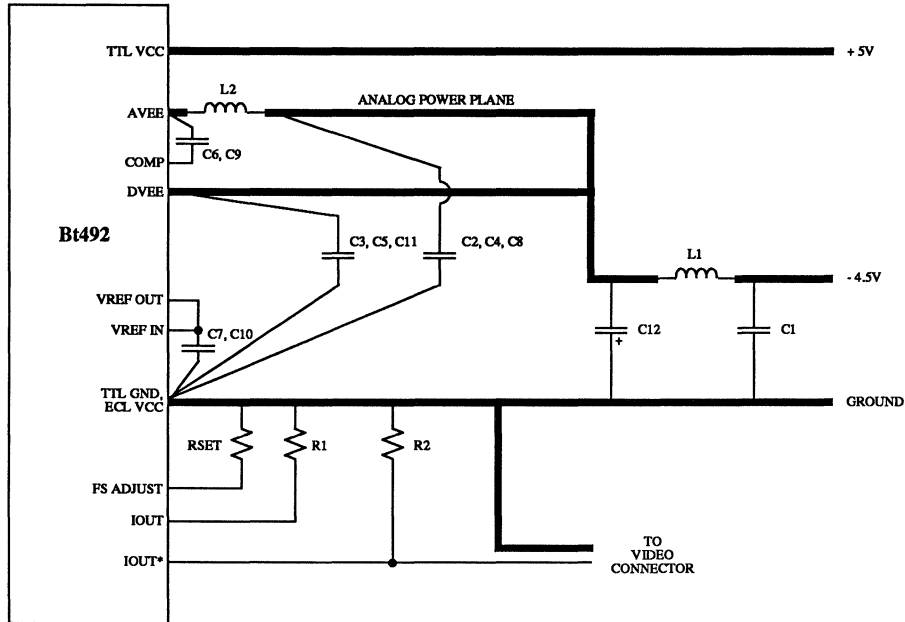 TTL VCC
+ 5V
L2
ANALOG POWER PLANE
AVEE
C6, C9
COMP
DVEE
Bt492
C3, C5, C11
C2, C4, C8
L1
- 4.5V
VREF OUT
VREF IN
C7, C10
C12
+
C1
TTL GND,
ECL VCC
GROUND
RSET
R1
R2
FS ADJUST
IOUT
IOUT*
TO
VIDEO
CONNECTOR